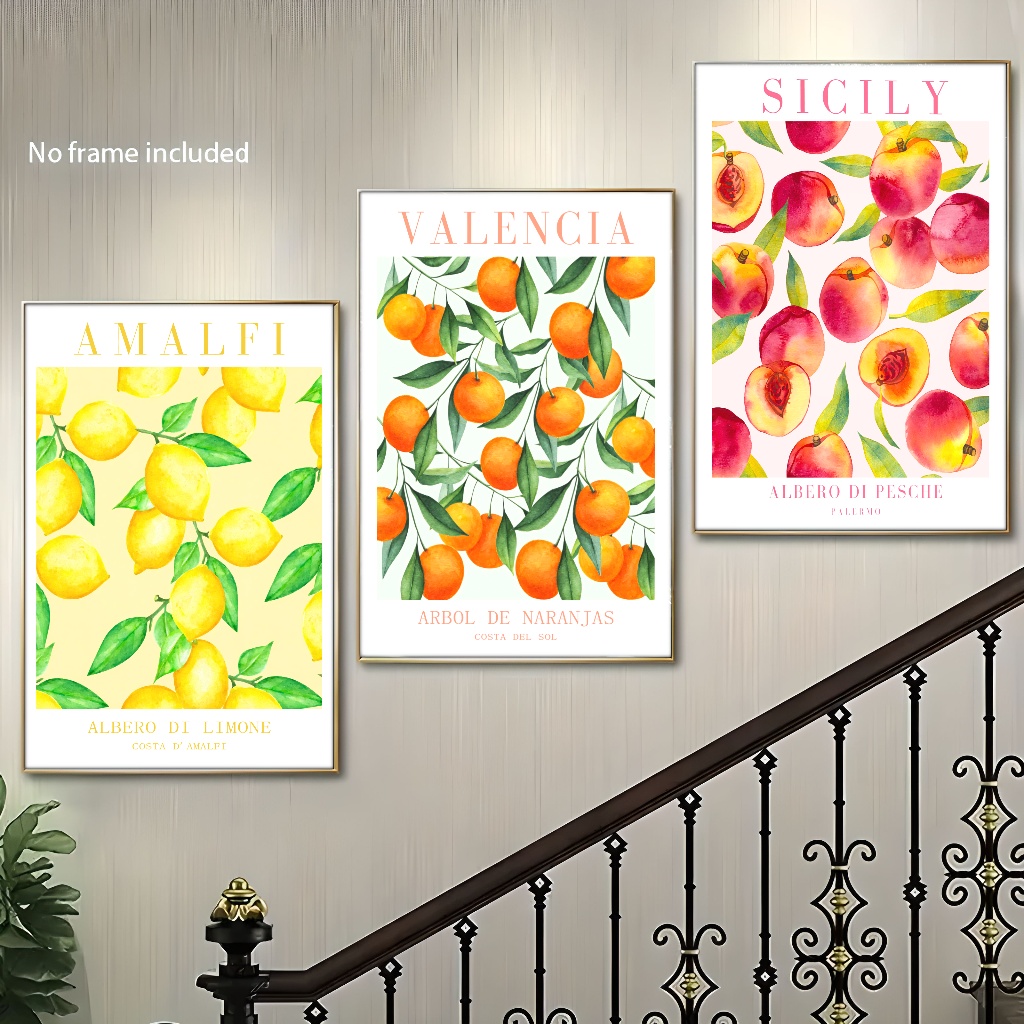 No frame included
AMALFI
ALBERO DI LIMONE
COSTA D'AMALFI
VALENCIA
ARBOL DE NARANJAS
COSTA DEL SOL
SICILY
ALBERO DI PESCHE
PALERMO